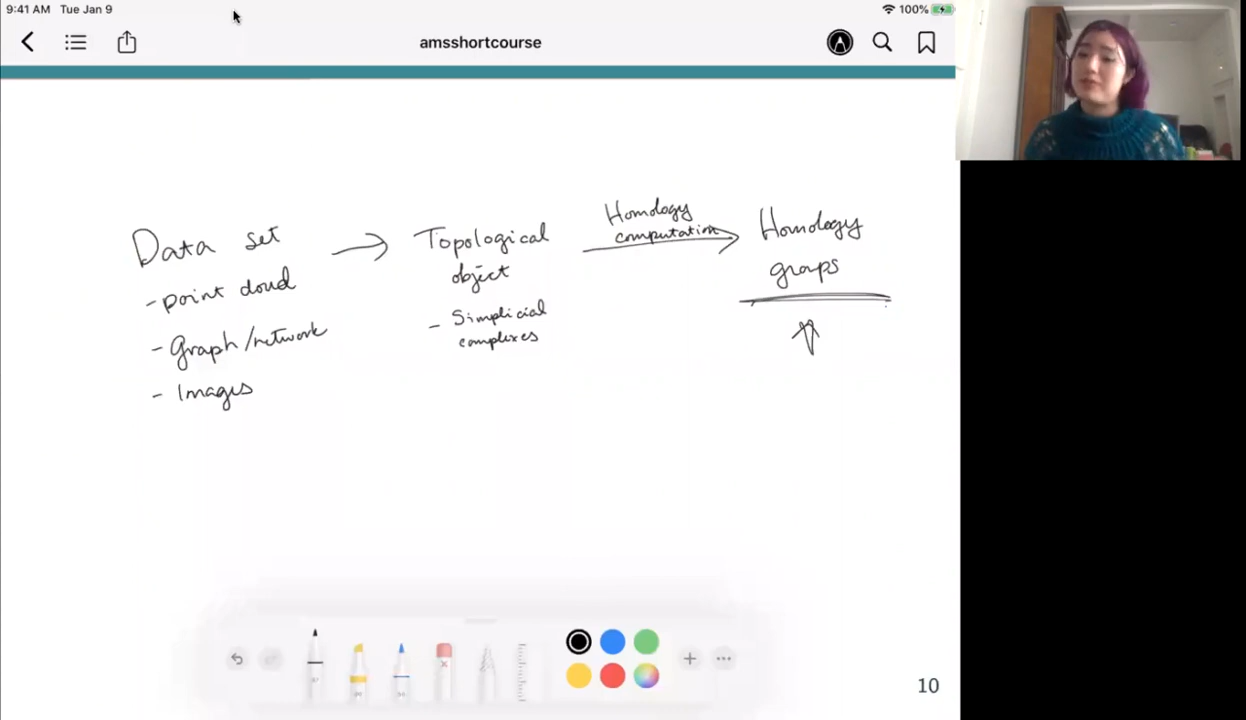 9:41 AM Tue Jan 9
100%
amsshortcourse
Data set
- point cloud
- Graph/network
- Images
Topological
object
- Simplicial
complexes
Homology
computation
Homology
groups
10